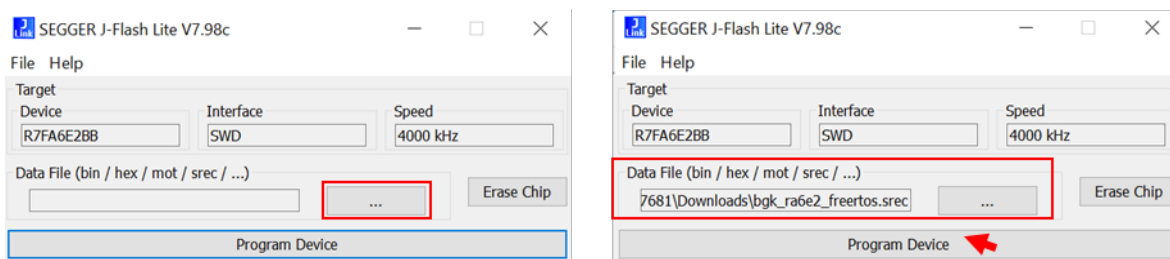 SEGGER J-Flash Lite V7.98c
File Help
Target
Device Interface Speed
R7FA6E2BB SWD 4000 kHz
Data File (bin / hex / mot / srec / ...)
... Erase Chip
Program Device
SEGGER J-Flash Lite V7.98c
File Help
Target
Device Interface Speed
R7FA6E2BB SWD 4000 kHz
Data File (bin / hex / mot / srec / ...)
7681\Downloads\bgk_ra6e2_freertos.srec ... Erase Chip
Program Device